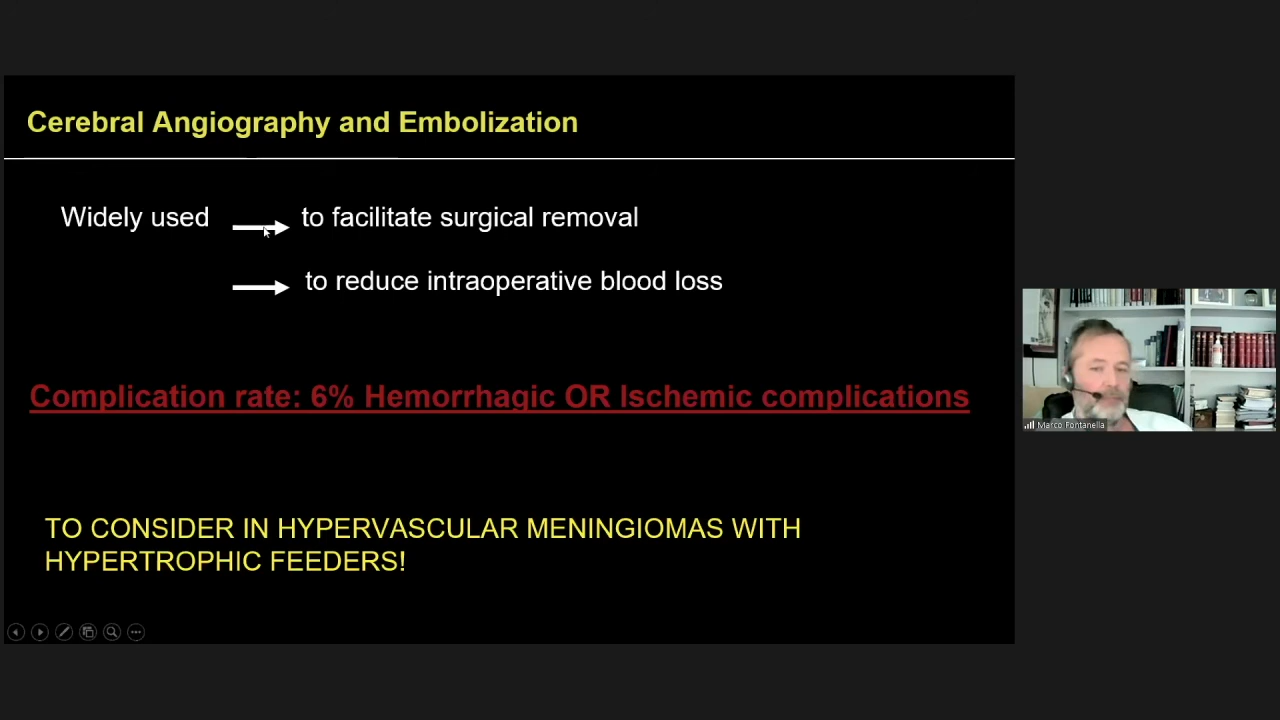 Cerebral Angiography and Embolization
Widely used
to facilitate surgical removal
to reduce intraoperative blood loss
Complication rate: 6% Hemorrhagic OR Ischemic complications
TO CONSIDER IN HYPERVASCULAR MENINGIOMAS WITH
HYPERTROPHIC FEEDERS!
Marco Fontanella